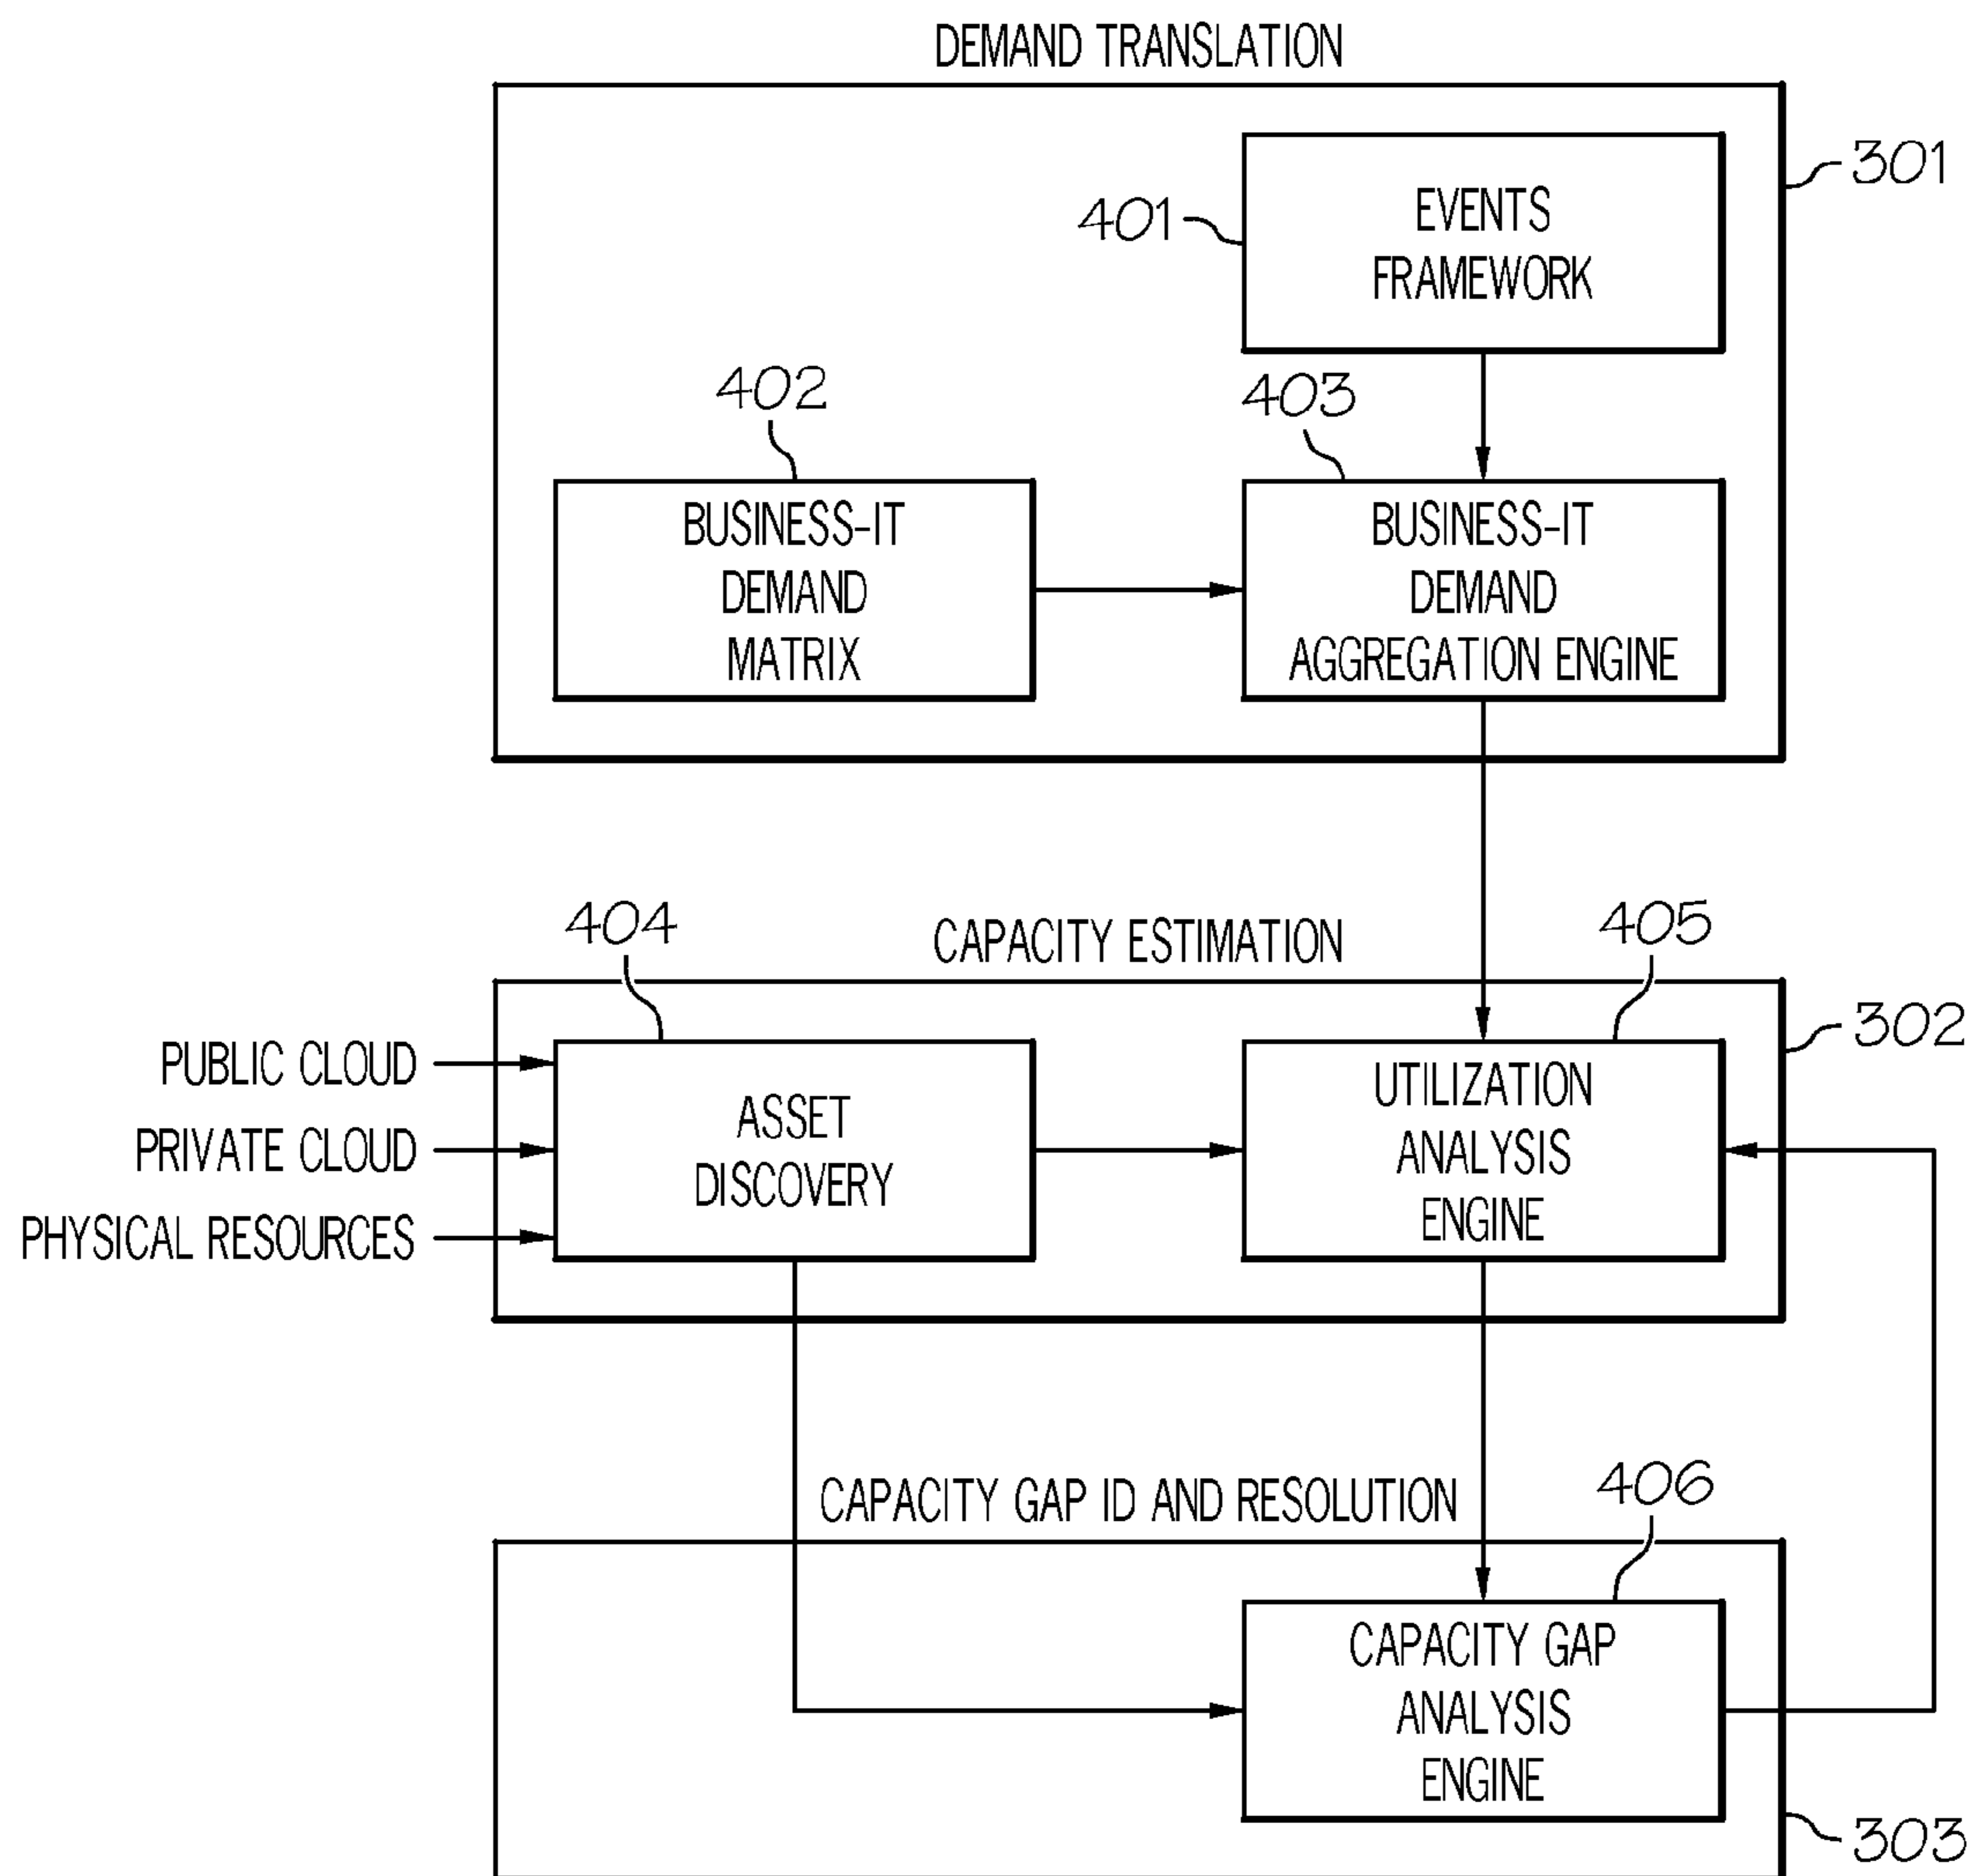 DEMAND TRANSLATION
301
401
EVENTS
FRAMEWORK
402
403
BUSINESS-IT
DEMAND
MATRIX
BUSINESS-IT
DEMAND
AGGREGATION ENGINE
CAPACITY ESTIMATION
404
405
302
PUBLIC CLOUD
PRIVATE CLOUD
PHYSICAL RESOURCES
ASSET
DISCOVERY
UTILIZATION
ANALYSIS
ENGINE
CAPACITY GAP ID AND RESOLUTION
406
CAPACITY GAP
ANALYSIS
ENGINE
303